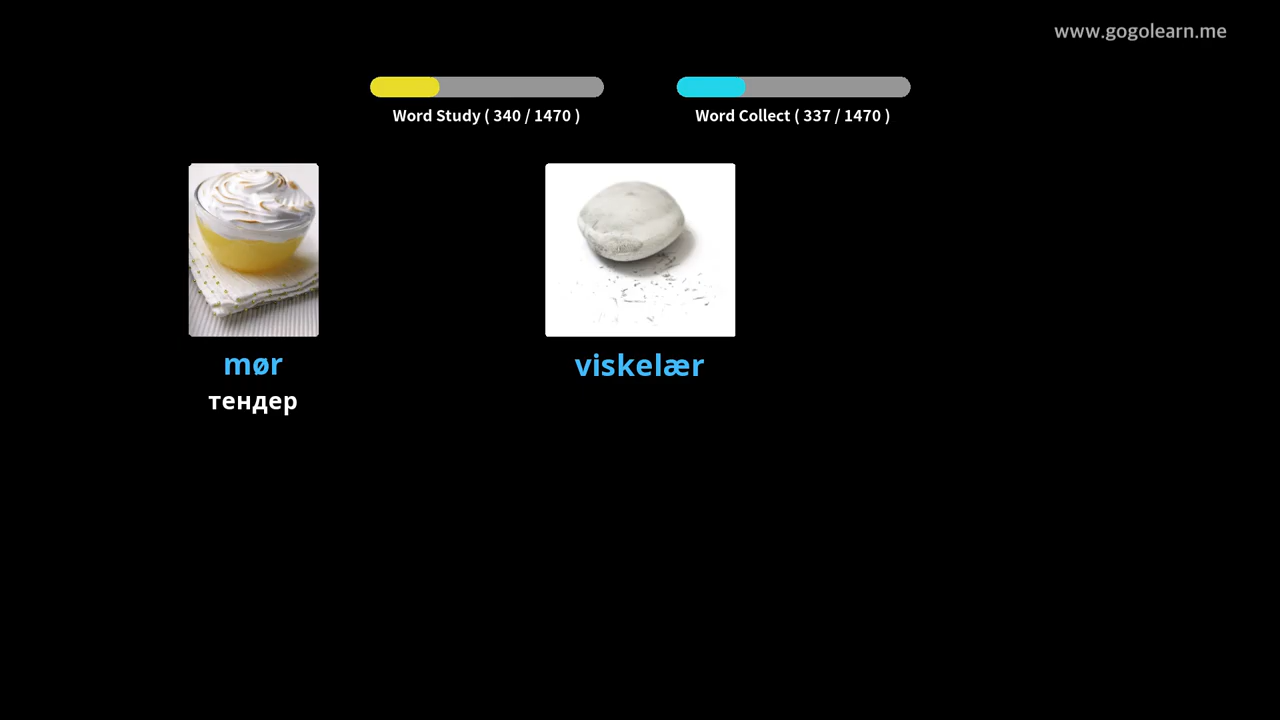 www.gogolearn.me
Word Study ( 340 / 1470 )
Word Collect ( 337 / 1470 )
mør
тендер
viskelær